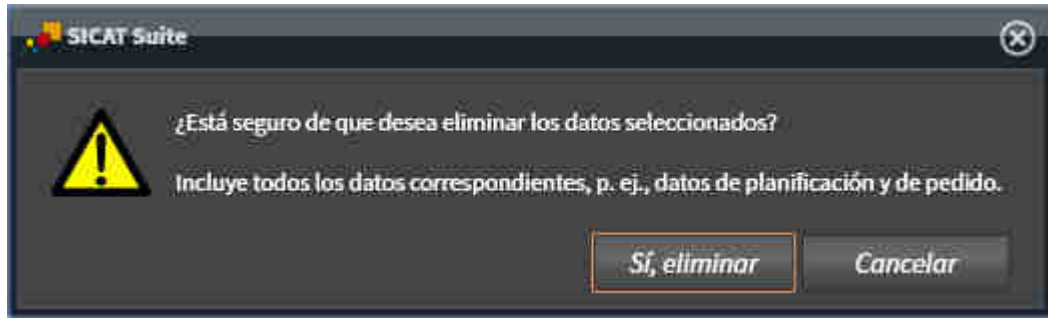 SICAT Suite
¿Está seguro de que desea eliminar los datos seleccionados?
Incluye todos los datos correspondientes, p. ej., datos de planificación y de pedido.
Sí, eliminar
Cancelar